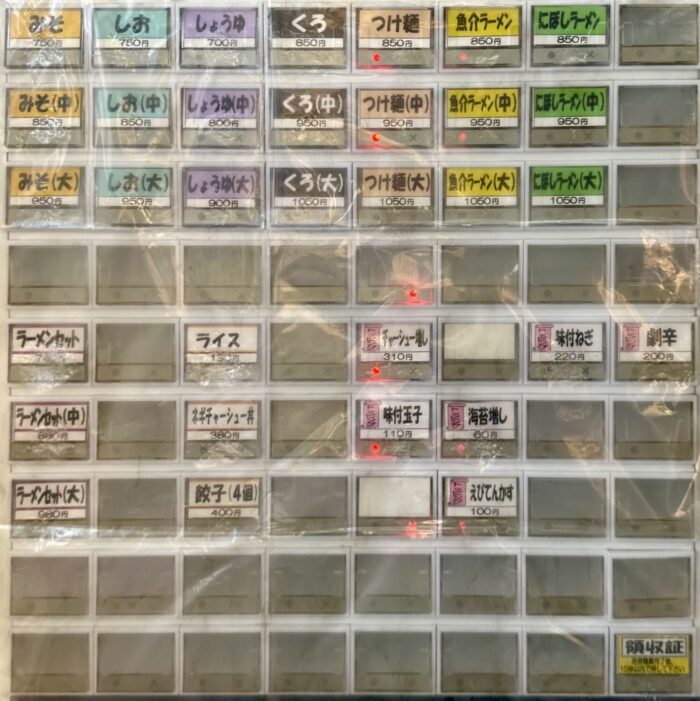 みそ
750円
しお
750円
しょうゆ
700円
くろ
850円
つけ麺
850円
魚介ラーメン
850円
にぼしラーメン
850円
みそ(中)
850円
しお(中)
850円
しょうゆ(中)
800円
くろ(中)
950円
つけ麺(中)
950円
魚介ラーメン(中)
950円
にぼしラーメン(中)
950円
みそ(大)
950円
しお(大)
950円
しょうゆ(大)
900円
くろ(大)
1050円
つけ麺(大)
1050円
魚介ラーメン(大)
1050円
にぼしラーメン(大)
1050円
ラーメンセット
ライス
130円
チャーシュー増し
310円
味付ねぎ
220円
劇辛
200円
ラーメンセット(中)
880円
ネギチャーシュー丼
380円
味付玉子
110円
海苔増し
60円
ラーメンセット(大)
980円
餃子(4個)
400円
えびてんかす
100円
領収証